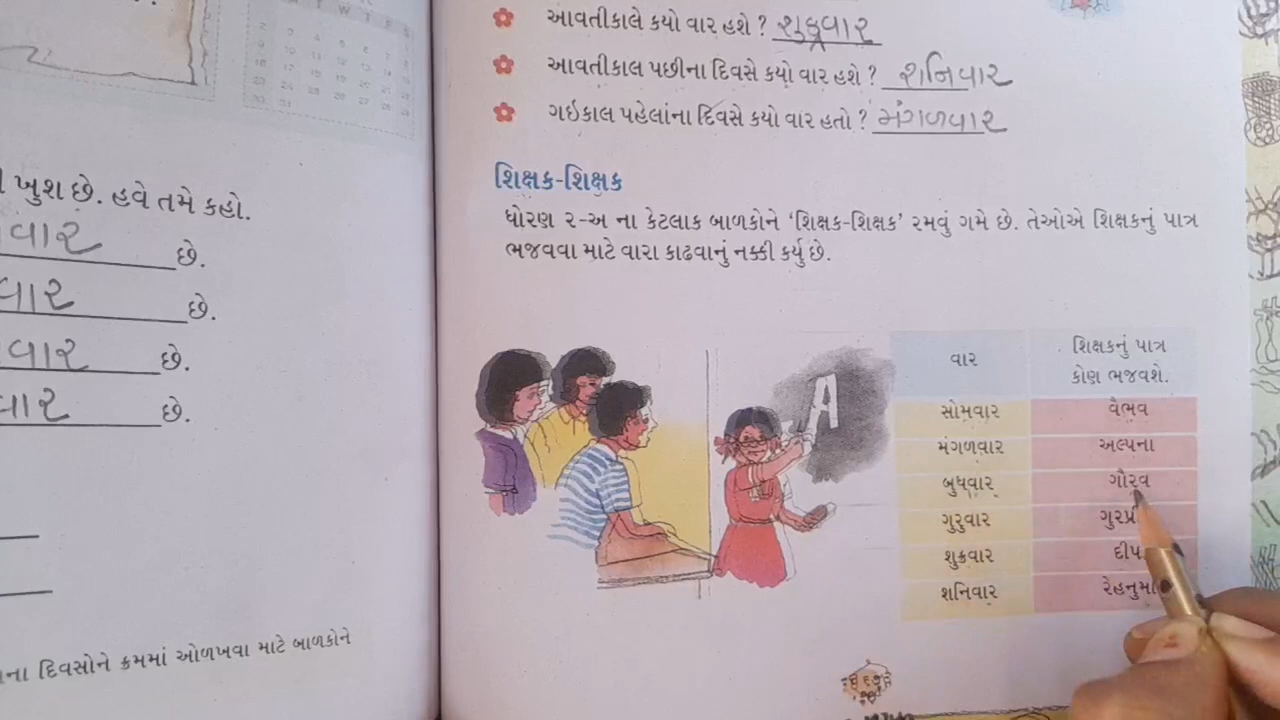 ખુશ છે. હવે તમે કહો.
વાર છે.
વાર છે.
વાર છે.
વાર છે.
દિવસોને ક્રમમાં ઓળખવા માટે બાળકોને
આવતીકાલે કયો વાર હશે ? શુક્રવાર
આવતીકાલ પછીના દિવસે કયો વાર હશે ? શનિવાર
ગઇકાલ પહેલાંના દિવસે કયો વાર હતો ? મંગળવાર
શિક્ષક-શિક્ષક
ધોરણ ૨-અ ના કેટલાક બાળકોને ‘શિક્ષક-શિક્ષક’ રમવું ગમે છે. તેઓએ શિક્ષકનું પાત્ર
ભજવવા માટે વારા કાઢવાનું નક્કી કર્યુ છે.
A
વાર શિક્ષકનું પાત્ર
કોણ ભજવશે.
સોમવાર વૈભવ
મંગળવાર અલ્પના
બુધવાર ગૌરવ
ગુરુવાર
શુક્રવાર
શનિવાર